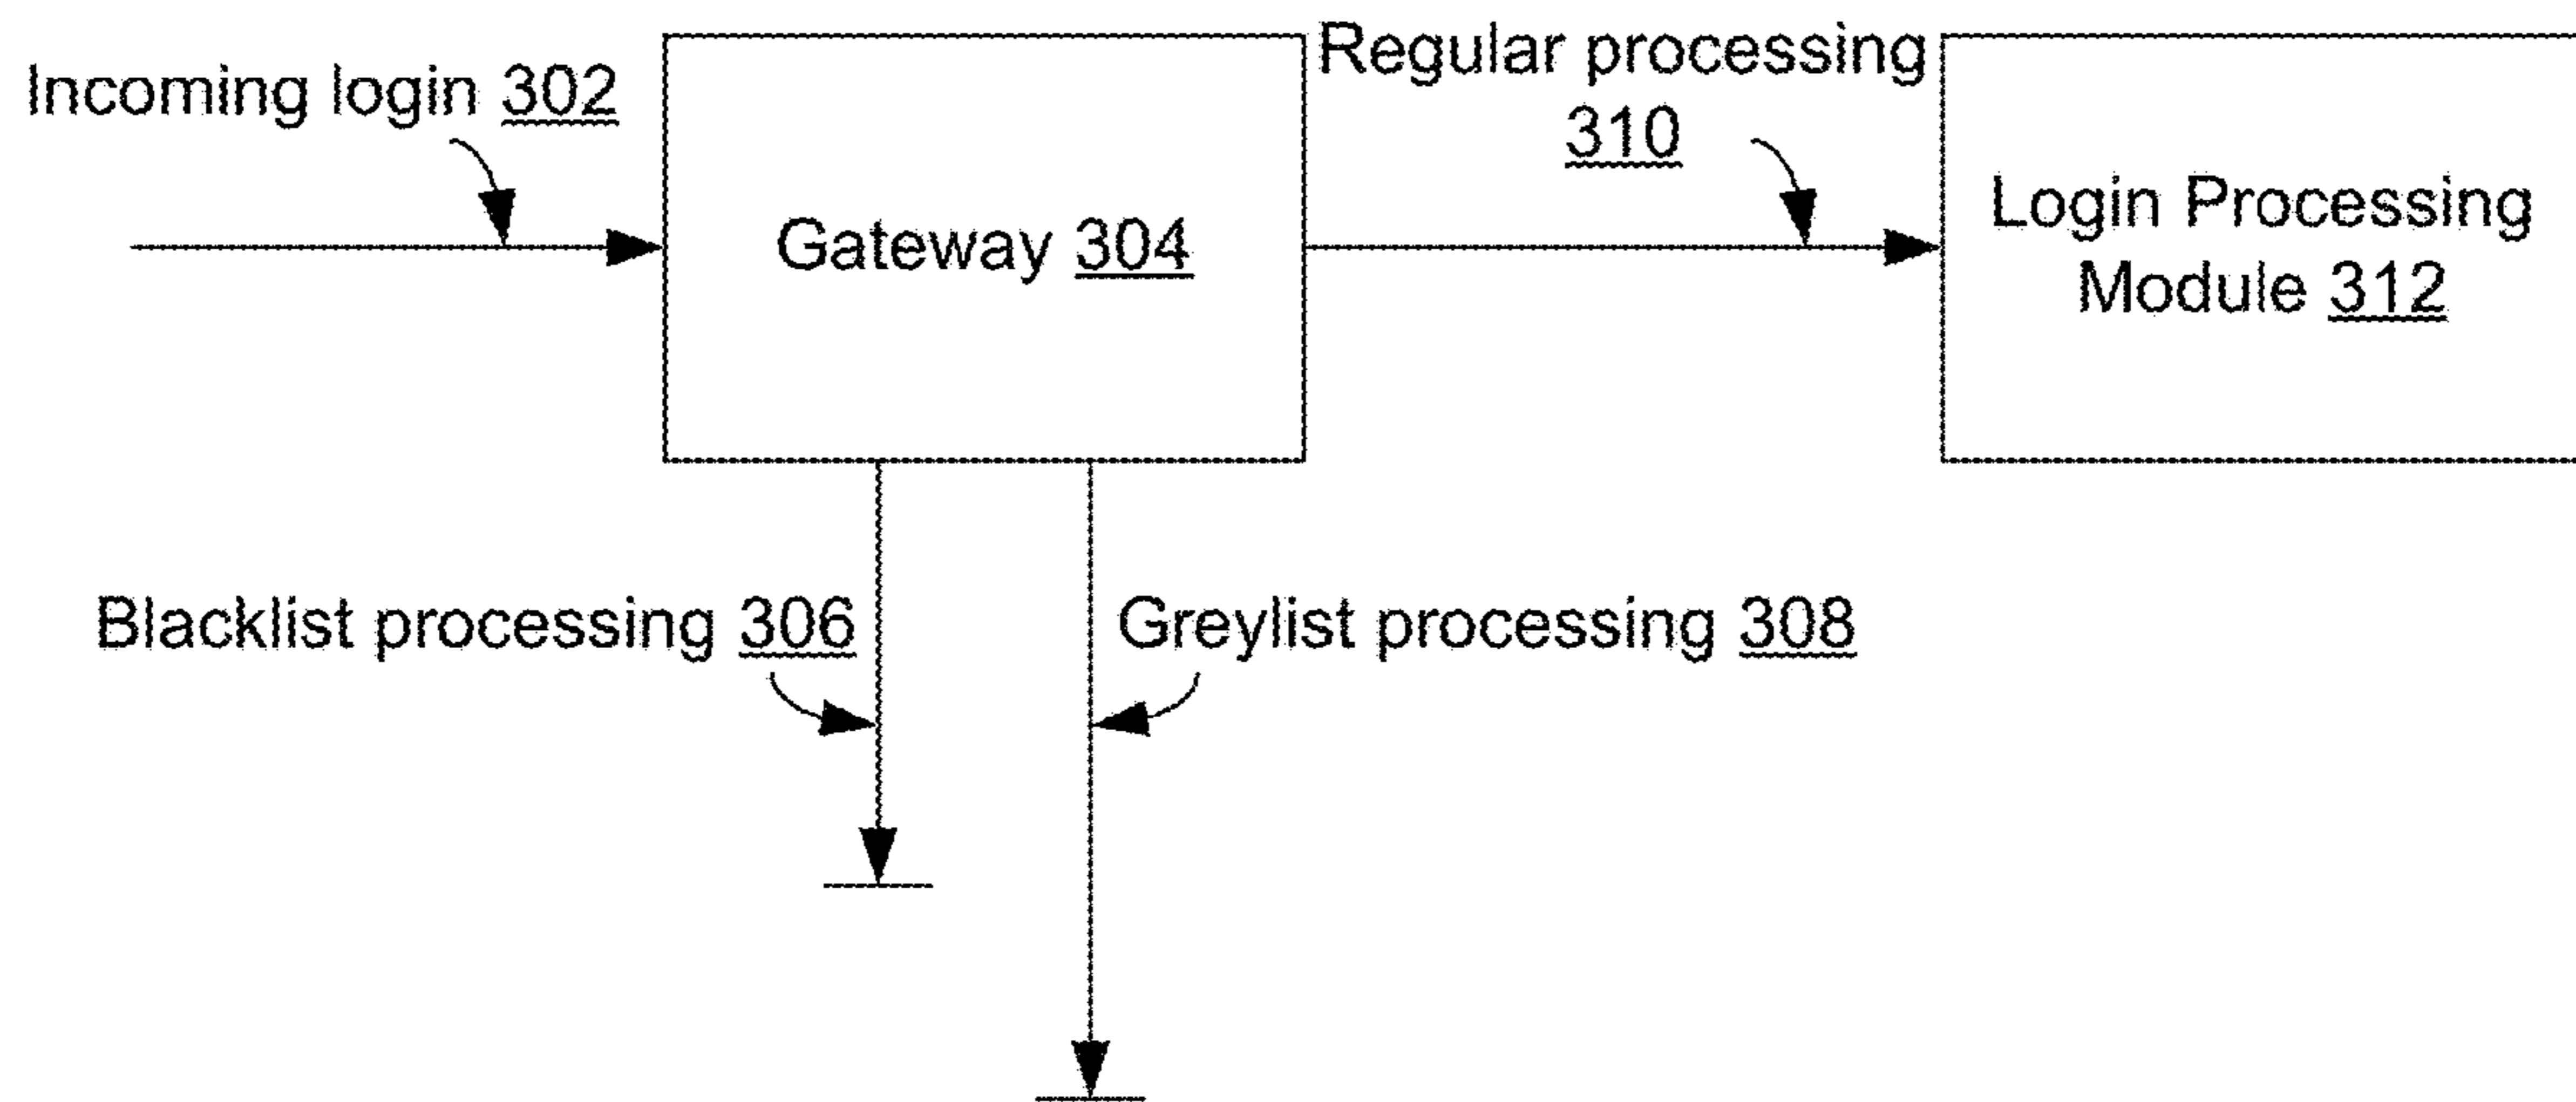 Incoming login 302
Gateway 304
Regular processing
310
Login Processing
Module 312
Blacklist processing 306
Greylist processing 308